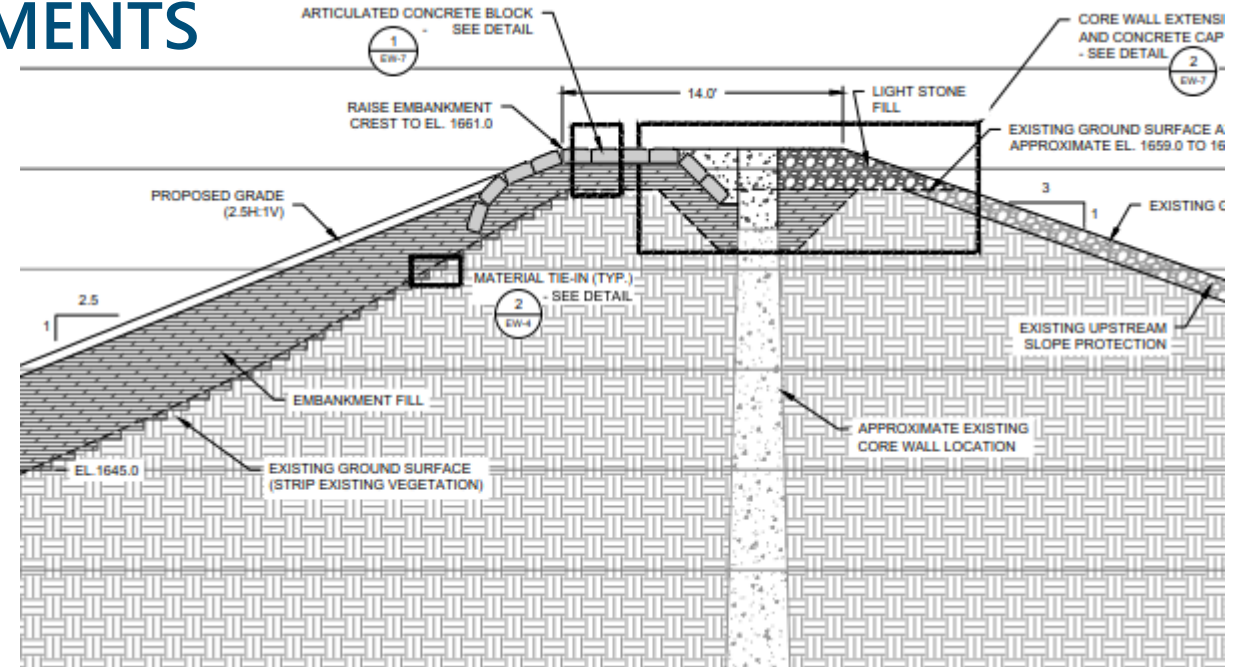 MENTS
ARTICULATED CONCRETE BLOCK
- SEE DETAIL
1
EW-7
CORE WALL EXTENSI
AND CONCRETE CAP
- SEE DETAIL
2
EW-7
14.0'
LIGHT STONE
FILL
RAISE EMBANKMENT
CREST TO EL. 1661.0
EXISTING GROUND SURFACE A
APPROXIMATE EL. 1659.0 TO 16
PROPOSED GRADE
(2.5H:1V)
3
1
EXISTING
MATERIAL TIE-IN (TYP.)
- SEE DETAIL
2
EW-4
2.5
1
EXISTING UPSTREAM
SLOPE PROTECTION
EMBANKMENT FILL
APPROXIMATE EXISTING
CORE WALL LOCATION
EL.1645.0
EXISTING GROUND SURFACE
(STRIP EXISTING VEGETATION)